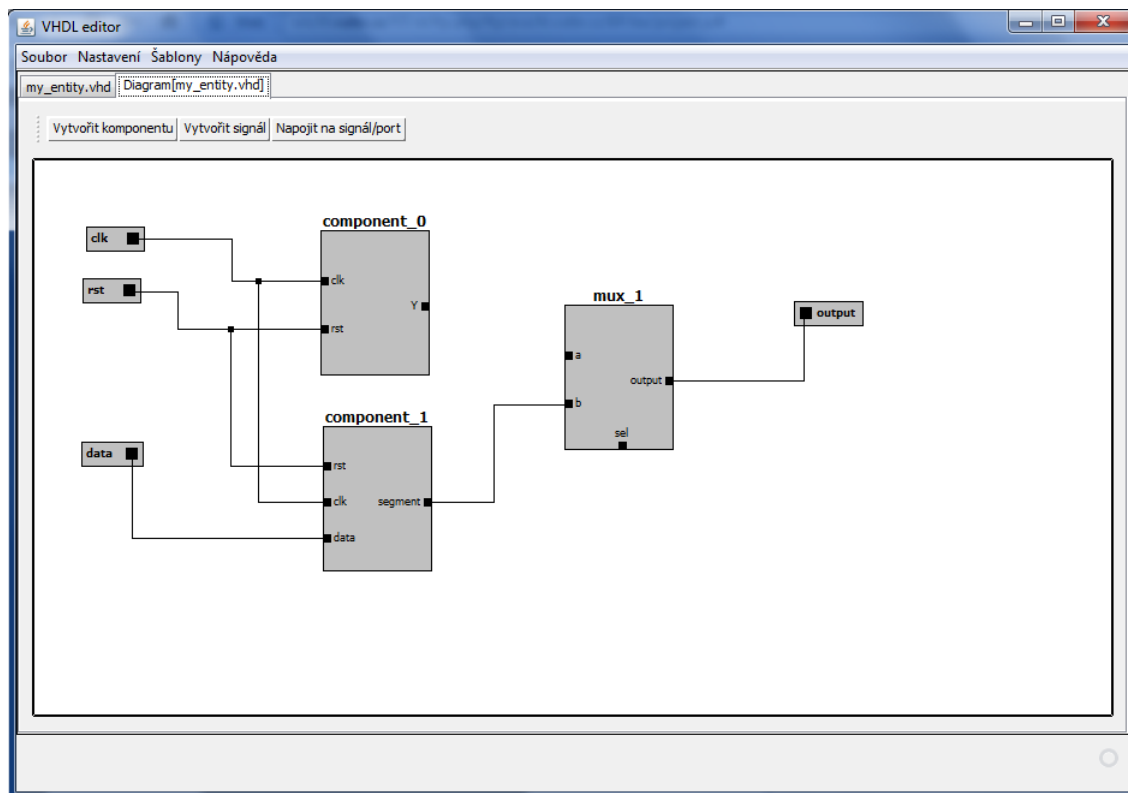 VHDL editor
Soubor Nastavení Šablony Nápověda
my_entity.vhd Diagram[my_entity.vhd]
Vytvořit komponentu Vytvořit signál Napojit na signál/port
component_0
clk
clk
rst
Y
rst
mux_1
output
a
output
b
sel
component_1
data
rst
clk
segment
data